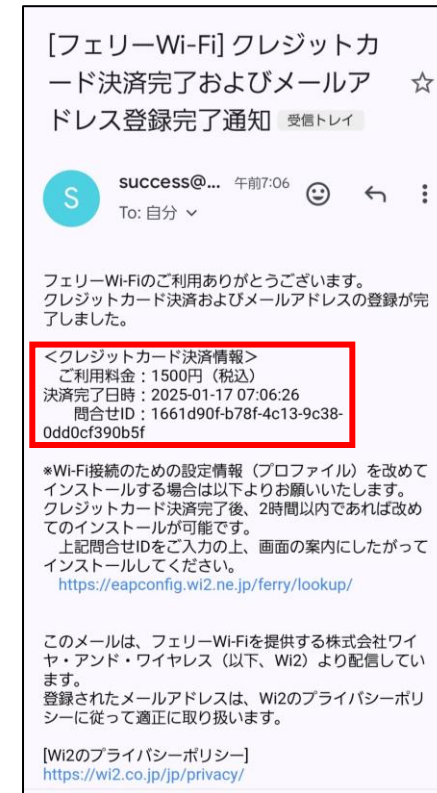 [フェリーWi-Fi] クレジットカ
ード決済完了およびメールア
ドレス登録完了通知 受信トレイ
S
success@... 午前7:06
To: 自分
フェリーWi-Fiのご利用ありがとうございます。
クレジットカード決済およびメールアドレスの登録が完
了しました。
＜クレジットカード決済情報＞
　ご利用料金：1500円（税込）
決済完了日時：2025-01-17 07:06:26
　　問合せID：1661d90f-b78f-4c13-9c38-
0dd0cf390b5f
*Wi-Fi接続のための設定情報（プロファイル）を改めて
インストールする場合は以下よりお願いいたします。
クレジットカード決済完了後、2時間以内であれば改め
てのインストールが可能です。
　上記問合せIDをご入力の上、画面の案内にしたがって
インストールしてください。
https://eapconfig.wi2.ne.jp/ferry/lookup/
このメールは、フェリーWi-Fiを提供する株式会社ワイ
ヤ・アンド・ワイヤレス（以下、Wi2）より配信してい
ます。
登録されたメールアドレスは、Wi2のプライバシーポリ
シーに従って適正に取り扱います。
[Wi2のプライバシーポリシー]
https://wi2.co.jp/jp/privacy/